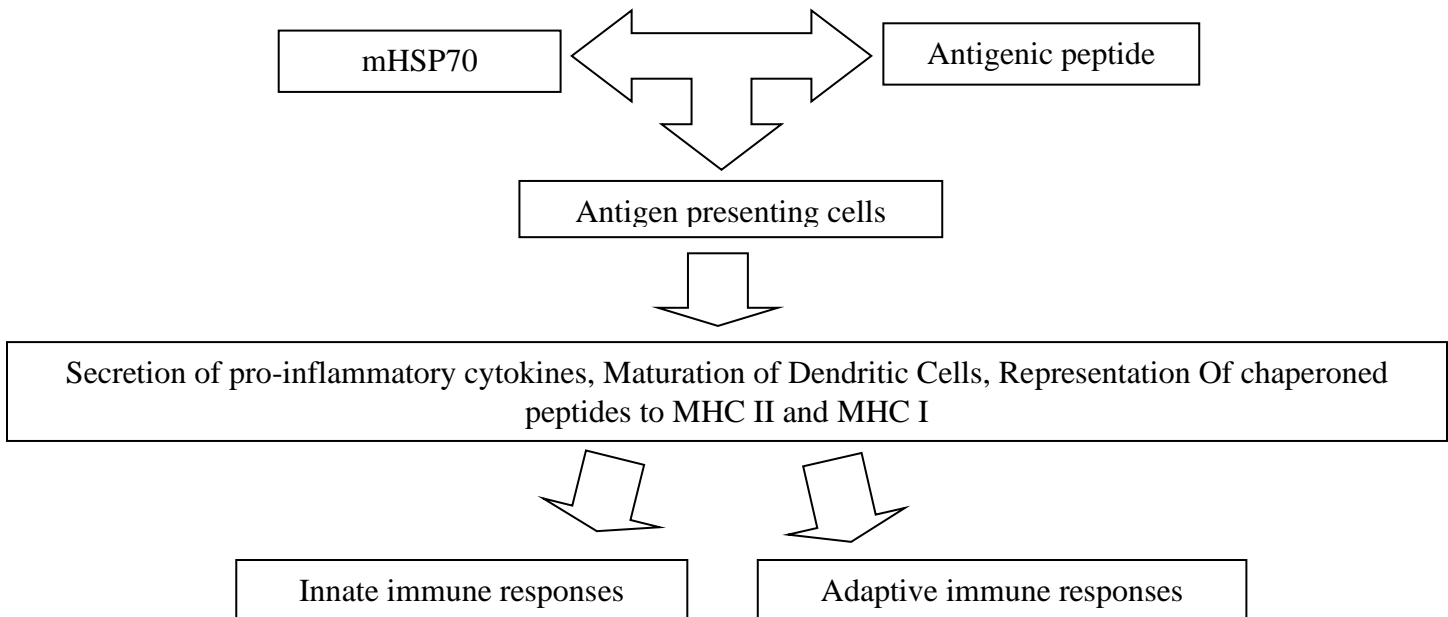 mHSP70
Antigenic peptide
Antigen presenting cells
Secretion of pro-inflammatory cytokines, Maturation of Dendritic Cells, Representation Of chaperoned
peptides to MHC II and MHC I
Innate immune responses
Adaptive immune responses